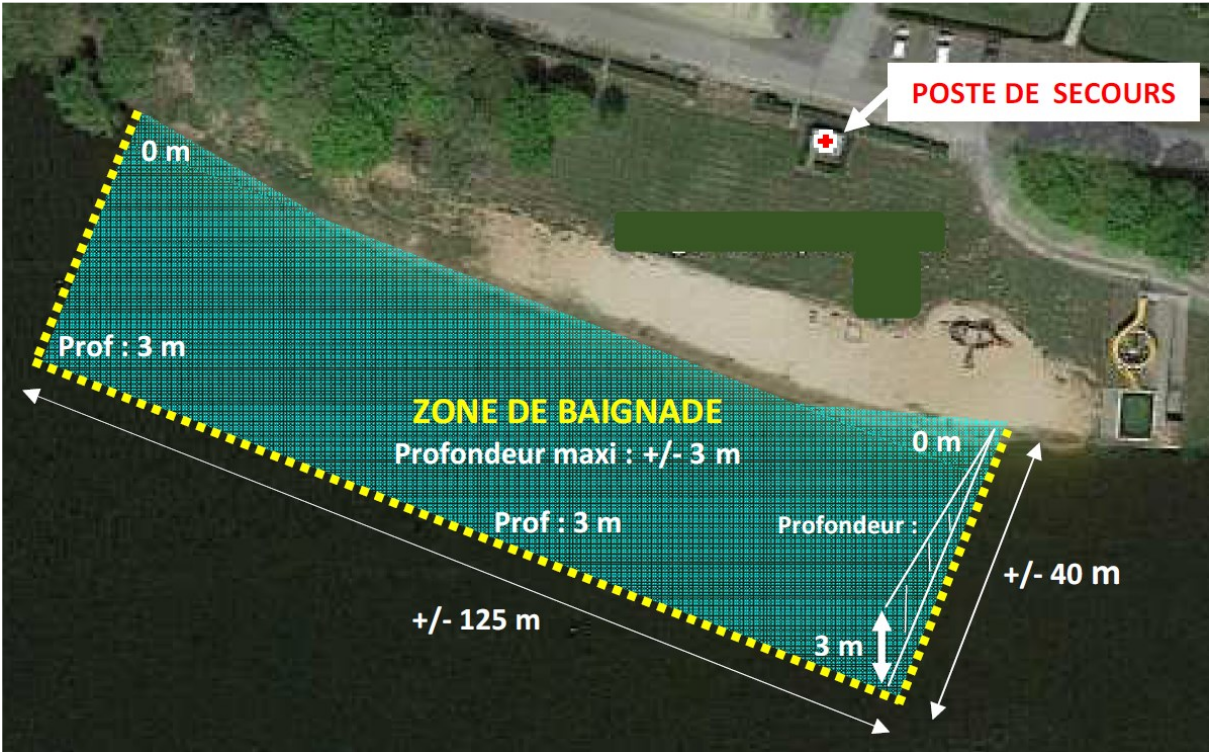 POSTE DE SECOURS
0 m
Prof : 3 m
ZONE DE BAIGNADE
Profondeur maxi : +/- 3 m
0 m
Prof : 3 m
Profondeur :
+/- 40 m
+/- 125 m
3 m